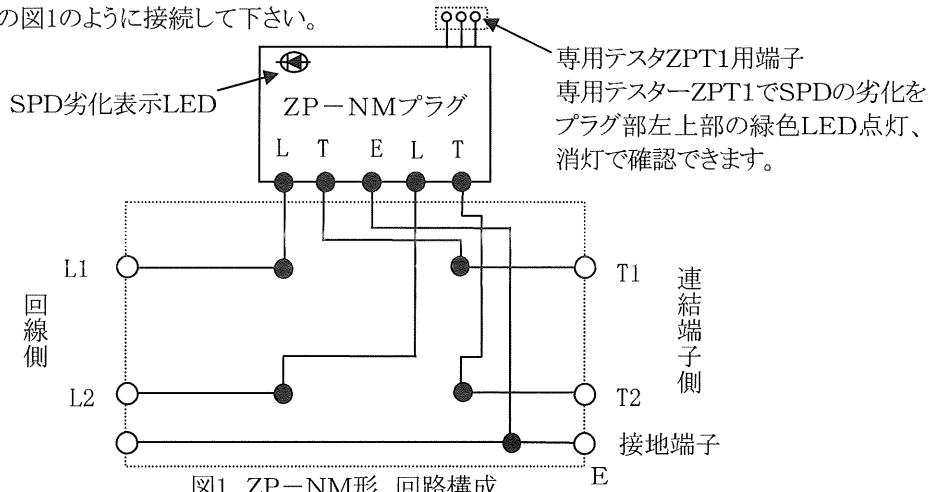 の図1のように接続して下さい。
専用テスタZPT1用端子
専用テスターZPT1でSPDの劣化を
プラグ部左上部の緑色LED点灯、
消灯で確認できます。
SPD劣化表示LED
ZP－NMプラグ
L T E L T
L1
T1
回線側
連結端子側
L2
T2
接地端子
E
図1 ZP－NM形 回路構成